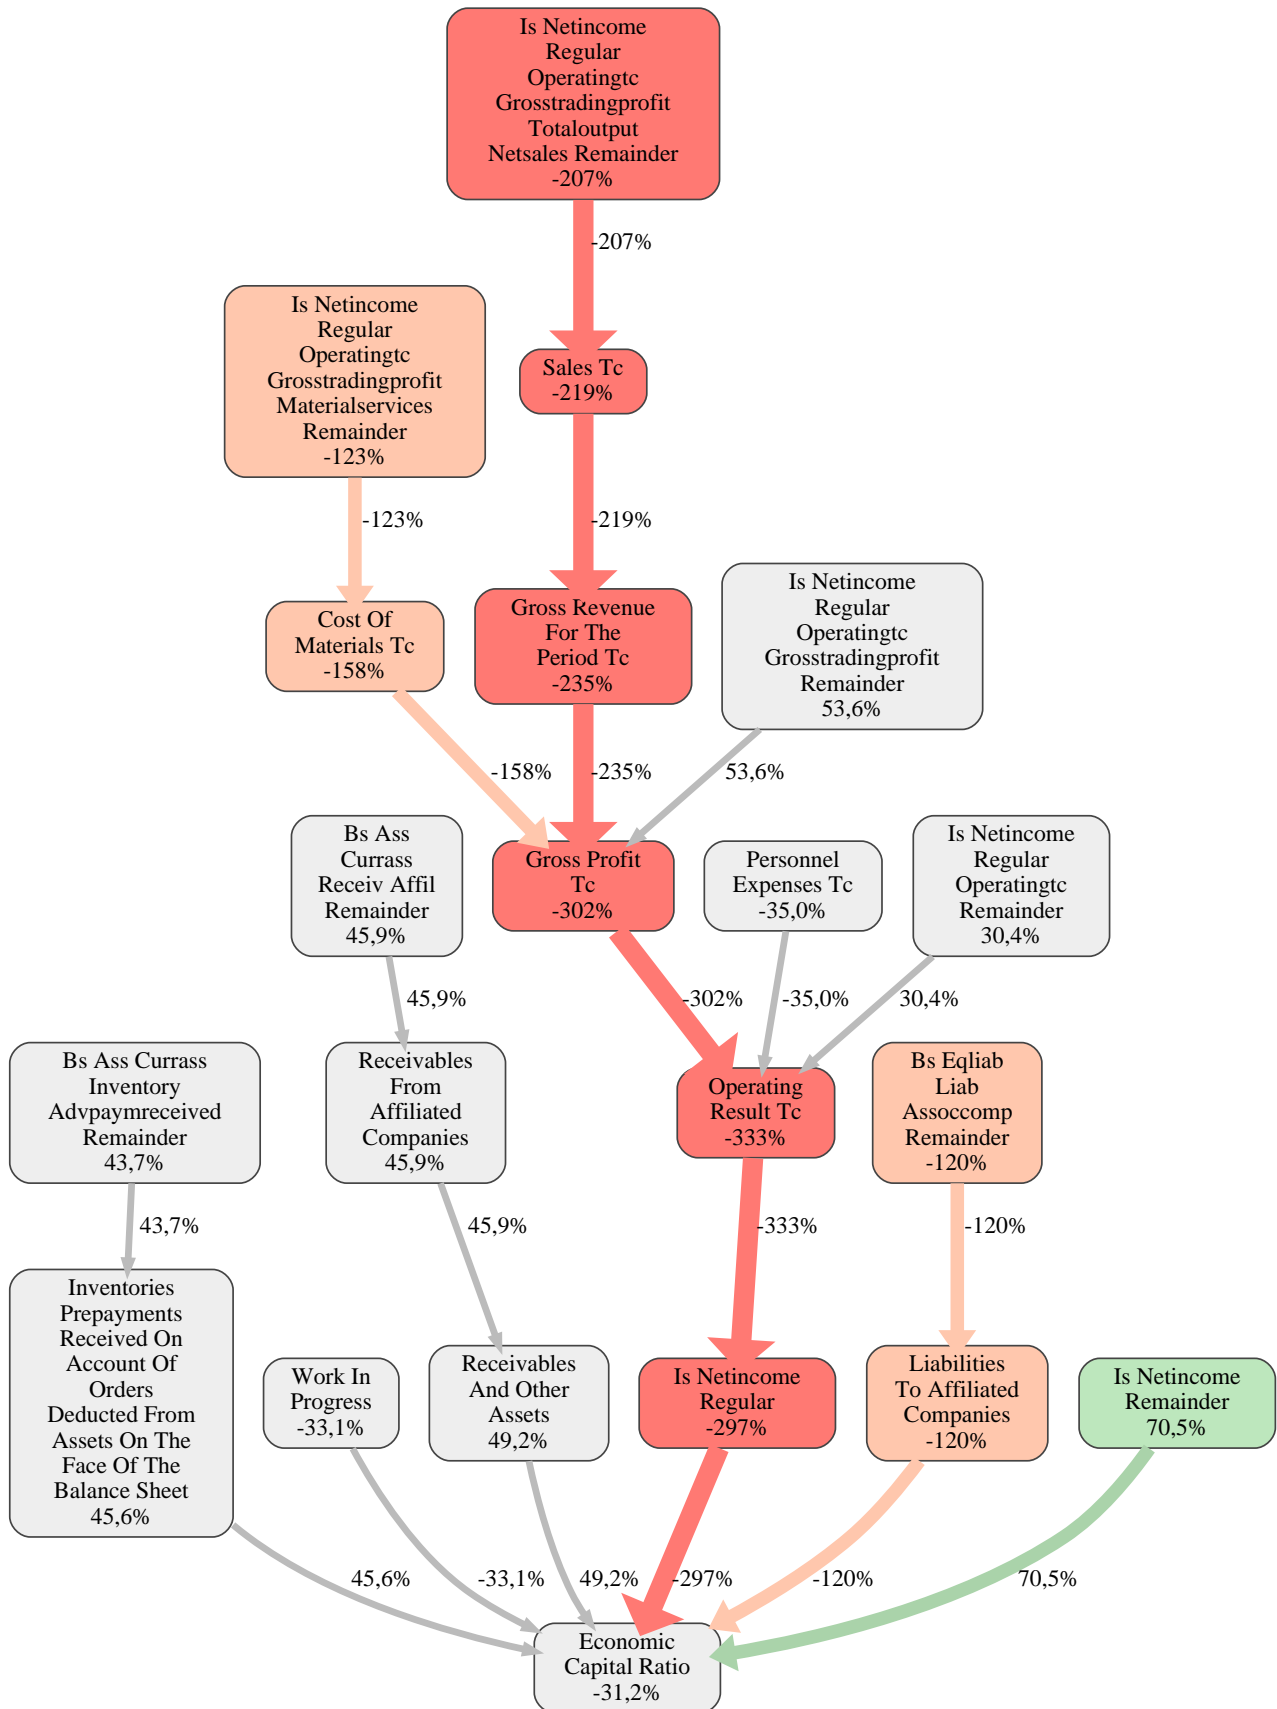 Is Netincome
Regular
Operatingtc
Grosstradingprofit
Totaloutput
Netsales Remainder
-207%
-207%
Is Netincome
Regular
Operatingtc
Grosstradingprofit
Materialservices
Remainder
-123%
Sales Tc
-219%
-123%
-219%
Cost Of
Materials Tc
-158%
Gross Revenue
For The
Period Tc
-235%
Is Netincome
Regular
Operatingtc
Grosstradingprofit
Remainder
53,6%
-158%
-235%
53,6%
Bs Ass
Currass
Receiv Affil
Remainder
45,9%
Gross Profit
Tc
-302%
Personnel
Expenses Tc
-35,0%
Is Netincome
Regular
Operatingtc
Remainder
30,4%
45,9%
-302%
-35,0%
30,4%
Bs Ass Currass
Inventory
Advpaymreceived
Remainder
43,7%
Receivables
From
Affiliated
Companies
45,9%
Operating
Result Tc
-333%
Bs Eqliab
Liab
Assoccomp
Remainder
-120%
43,7%
45,9%
-333%
-120%
Inventories
Prepayments
Received On
Account Of
Orders
Deducted From
Assets On The
Face Of The
Balance Sheet
45,6%
Work In
Progress
-33,1%
Receivables
And Other
Assets
49,2%
Is Netincome
Regular
-297%
Liabilities
To Affiliated
Companies
-120%
Is Netincome
Remainder
70,5%
45,6%
-33,1%
49,2%
-297%
-120%
70,5%
Economic
Capital Ratio
-31,2%